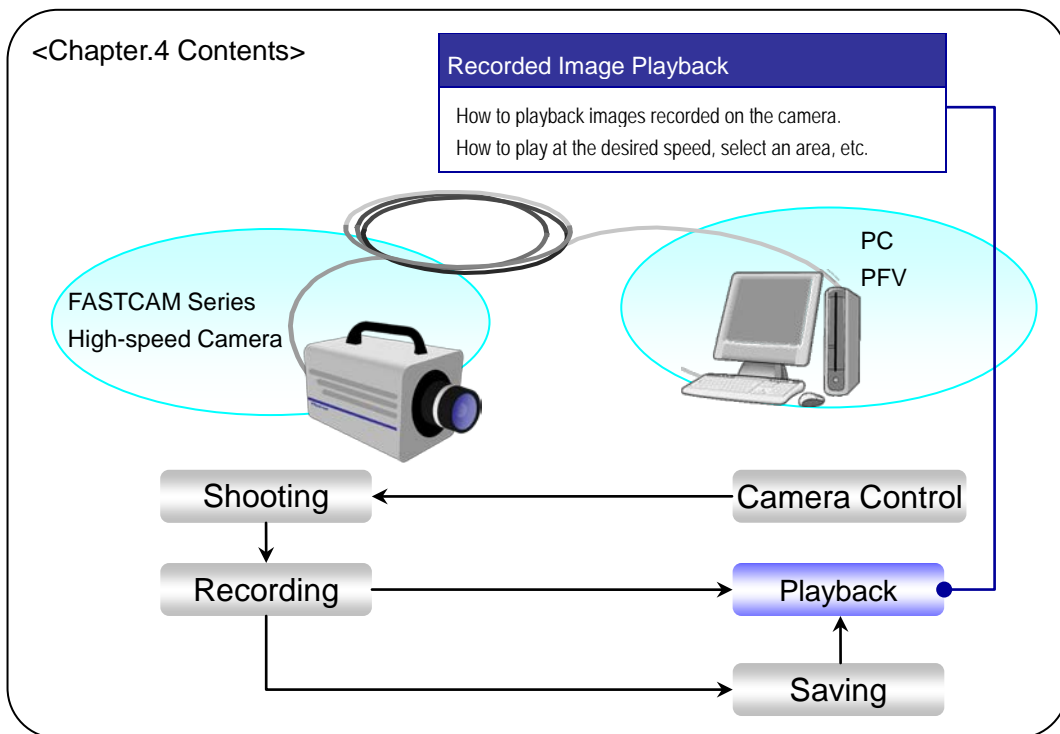 <Chapter.4 Contents>
Recorded Image Playback
How to playback images recorded on the camera.
How to play at the desired speed, select an area, etc.
PC
PFV
FASTCAM Series
High-speed Camera
Shooting
Camera Control
Recording
Playback
Saving